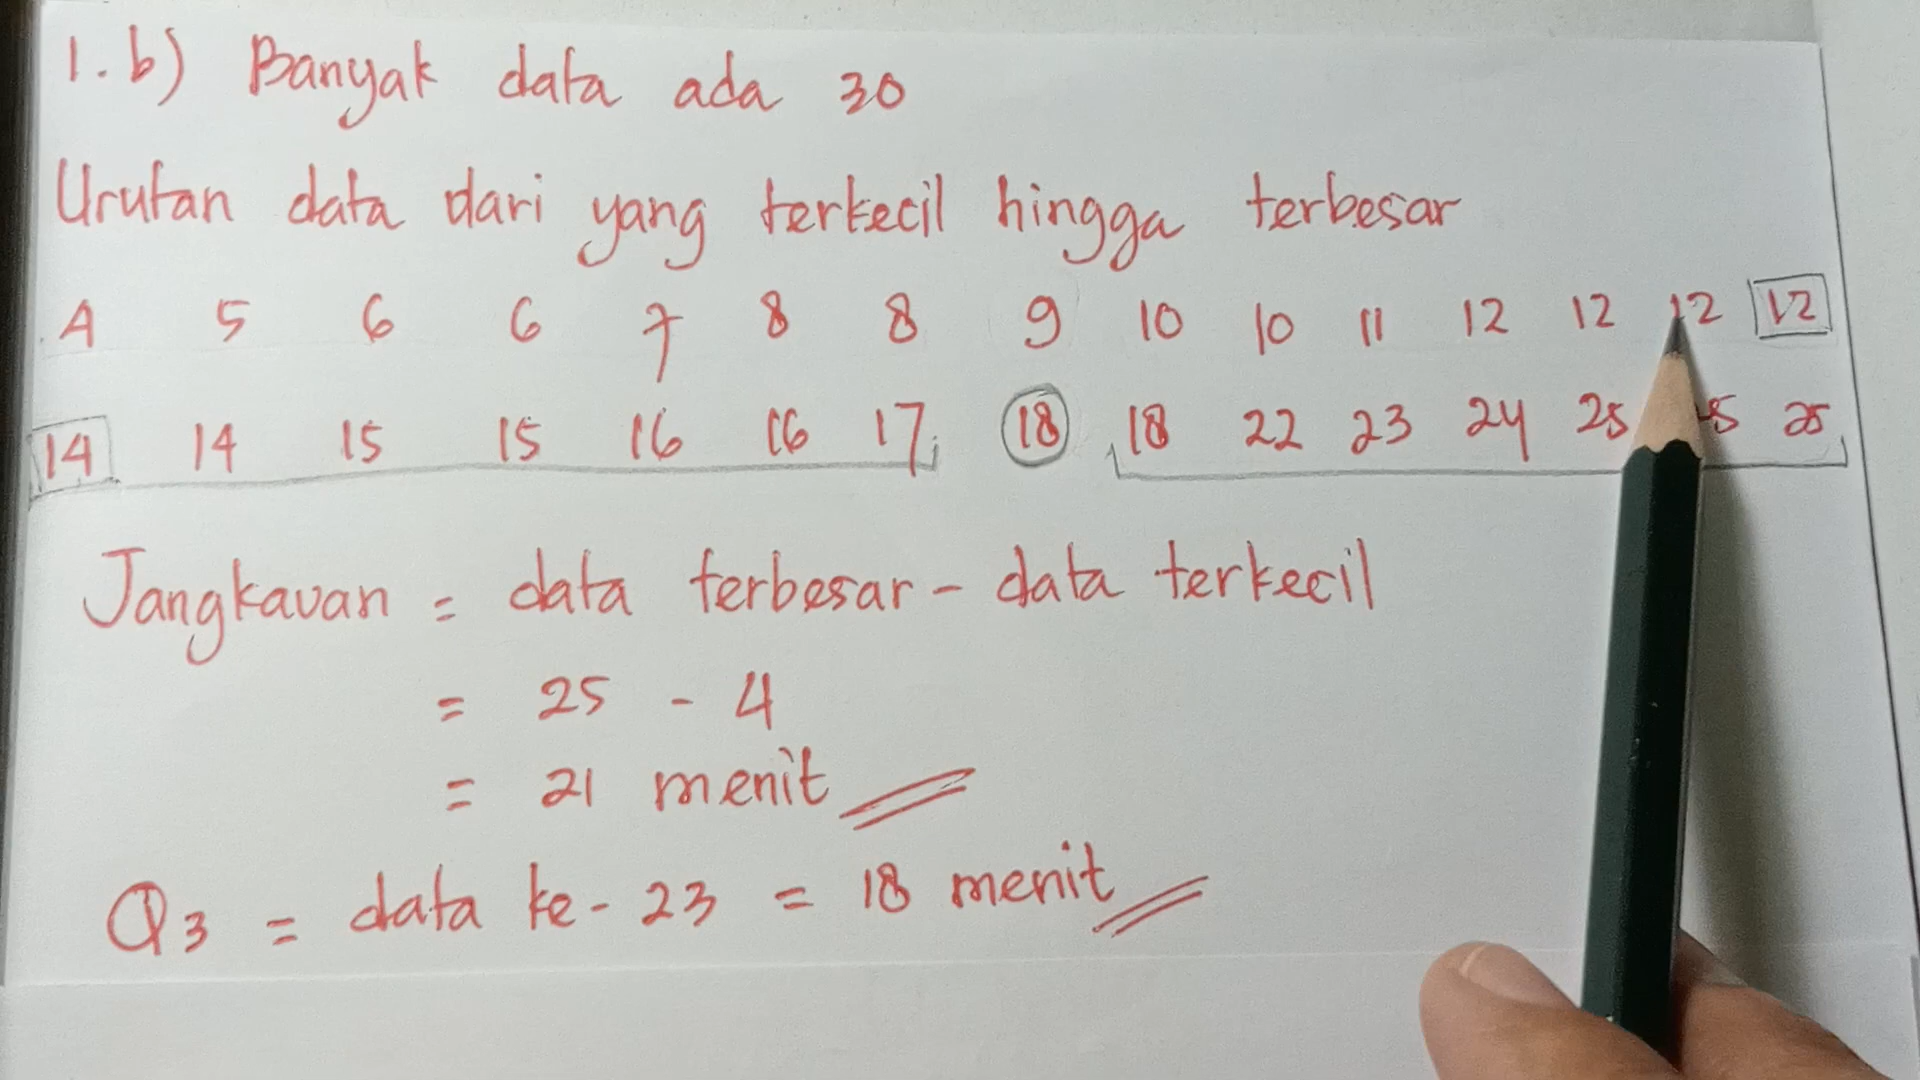 1.b) Banyak data ada 30
Urutan data dari yang terkecil hingga terbesar
4 5 6 6 7 8 8 9 10 10 11 12 12 12 12
14 14 15 15 16 16 17 18 18 22 23 24 25 25
Jangkauan = data terbesar - data terkecil
= 25 - 4
= 21 menit
Q3 = data ke-23 = 18 menit